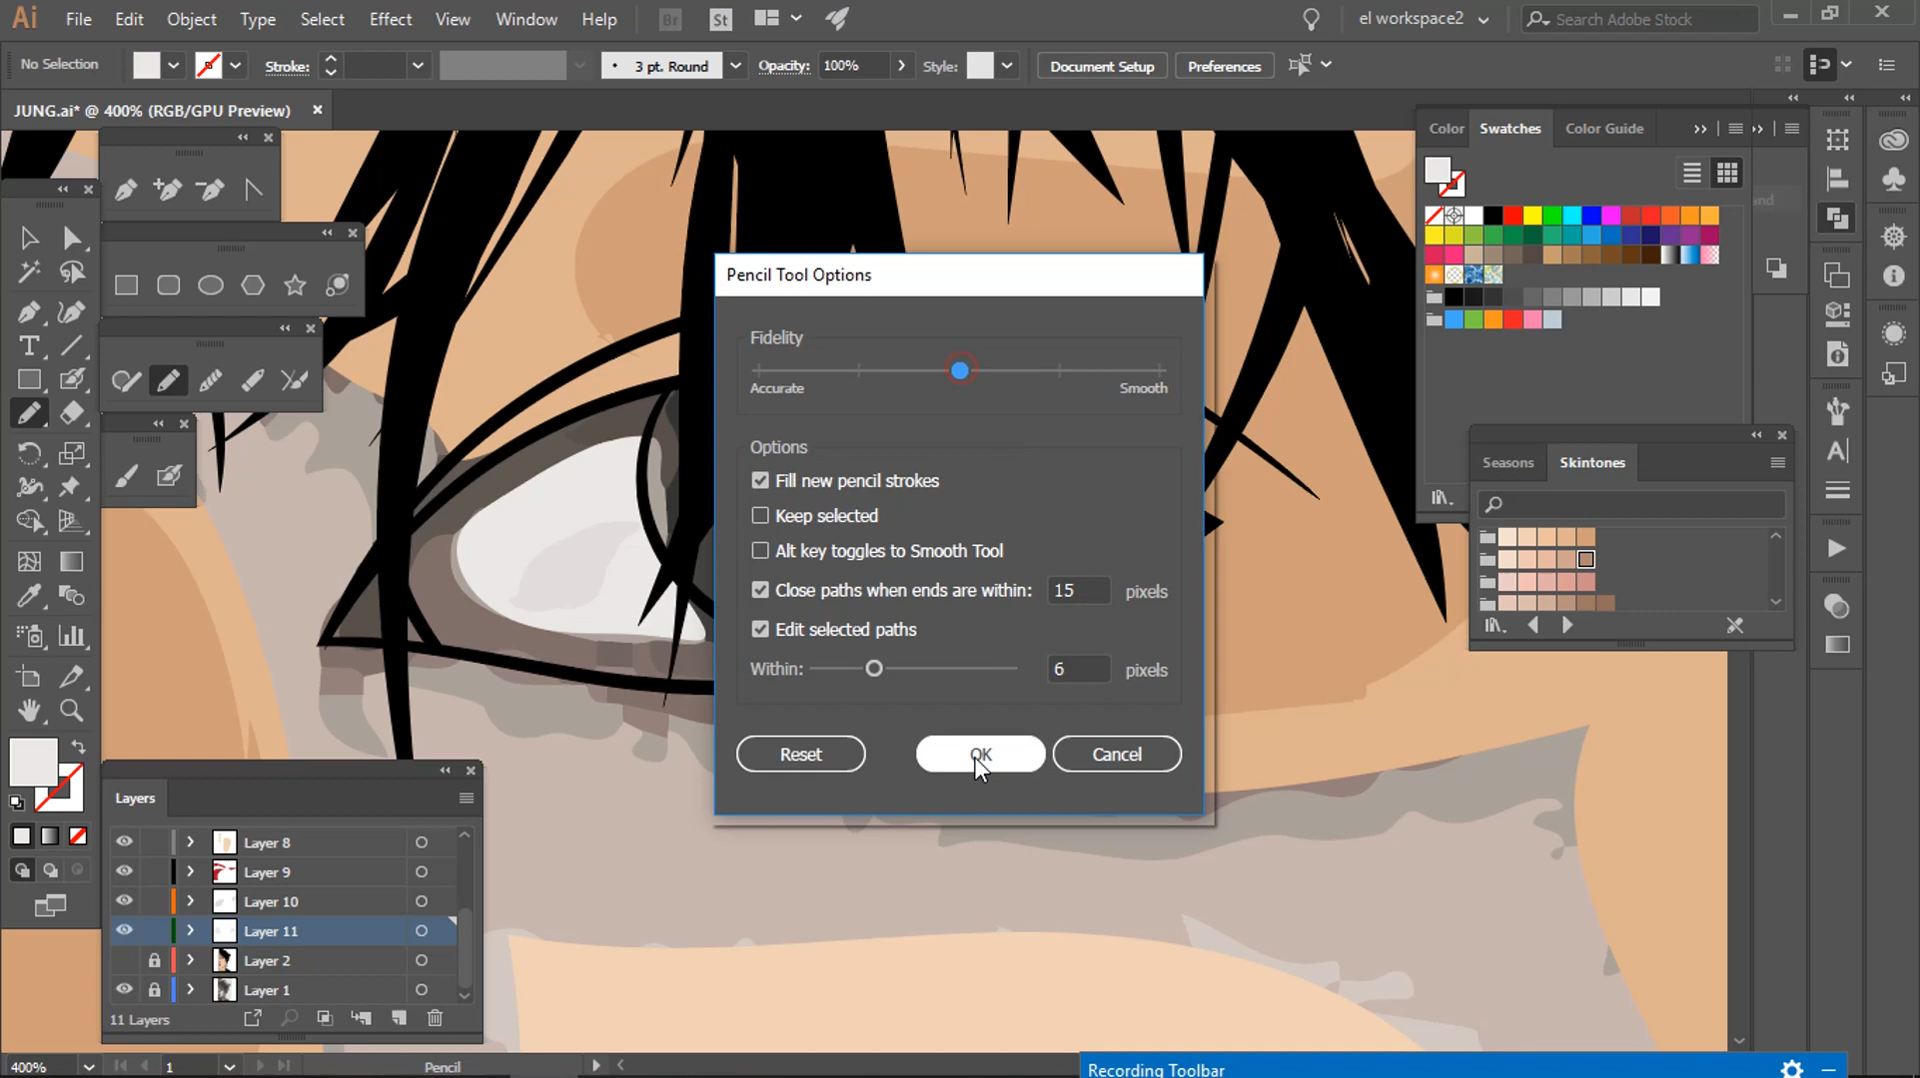 Ai File Edit Object Type Select Effect View Window Help Br St el workspace2 Search Adobe Stock
No Selection Stroke: 3 pt. Round Opacity: 100% Style: Document Setup Preferences
JUNG.ai* @ 400% (RGB/GPU Preview)
Color Swatches Color Guide
Pencil Tool Options
Fidelity
Accurate Smooth
Options
Fill new pencil strokes
Keep selected
Alt key toggles to Smooth Tool
Close paths when ends are within: 15 pixels
Edit selected paths
Within: 6 pixels
Reset OK Cancel
Seasons Skintones
Layers
Layer 8
Layer 9
Layer 10
Layer 11
Layer 2
Layer 1
11 Layers
400% 1 Pencil
Recording Toolbar